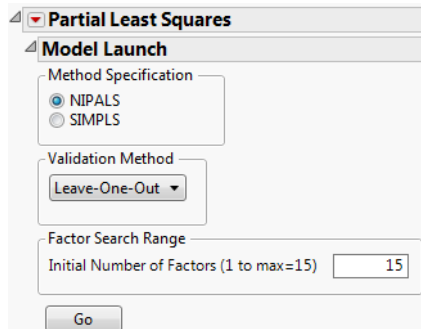 Partial Least Squares
Model Launch
Method Specification
NIPALS
SIMPLS
Validation Method
Leave-One-Out
Factor Search Range
Initial Number of Factors (1 to max=15) 15
Go